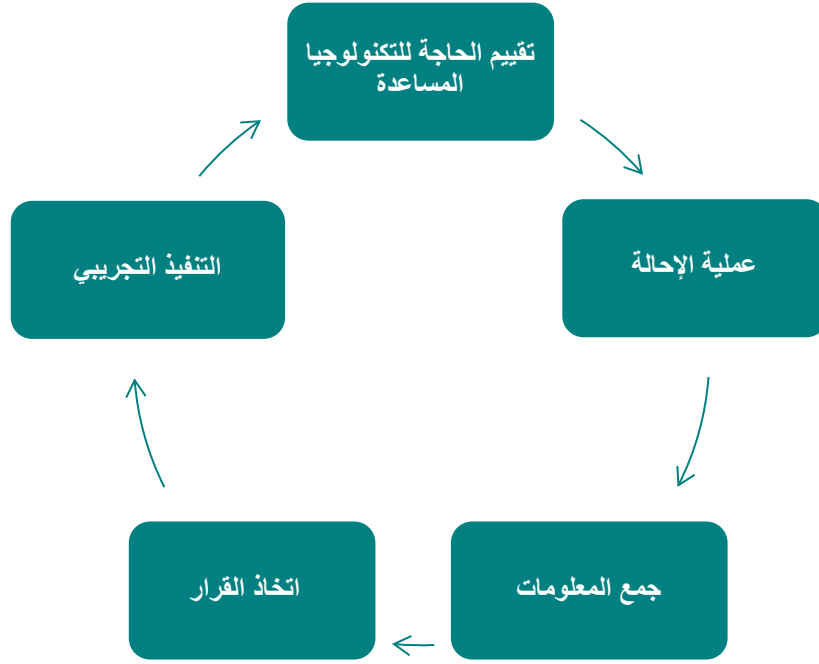 تقييم الحاجة للتكنولوجيا
المساعدة
عملية الإحالة
جمع المعلومات
اتخاذ القرار
التنفيذ التجريبي